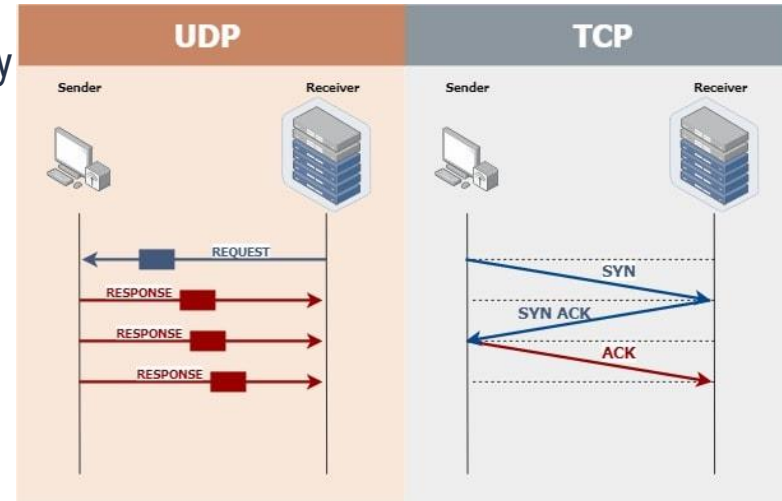 UDP
TCP
y
Sender
Receiver
Sender
Receiver
REQUEST
RESPONSE
RESPONSE
RESPONSE
SYN
SYN ACK
ACK